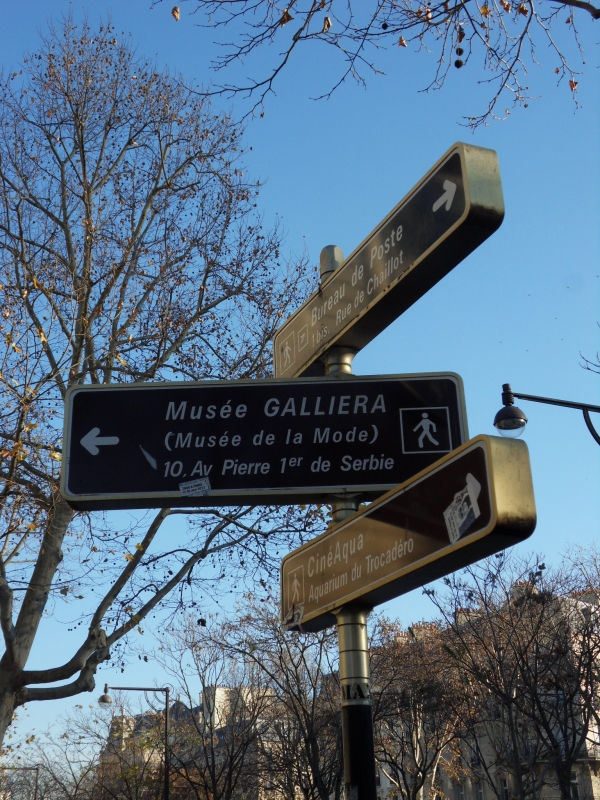 Bureau de Poste
1bis, Rue de Chaillot
Musée GALLIERA
(Musée de la Mode)
10, Av Pierre 1er de Serbie
CinéAqua
Aquarium du Trocadéro